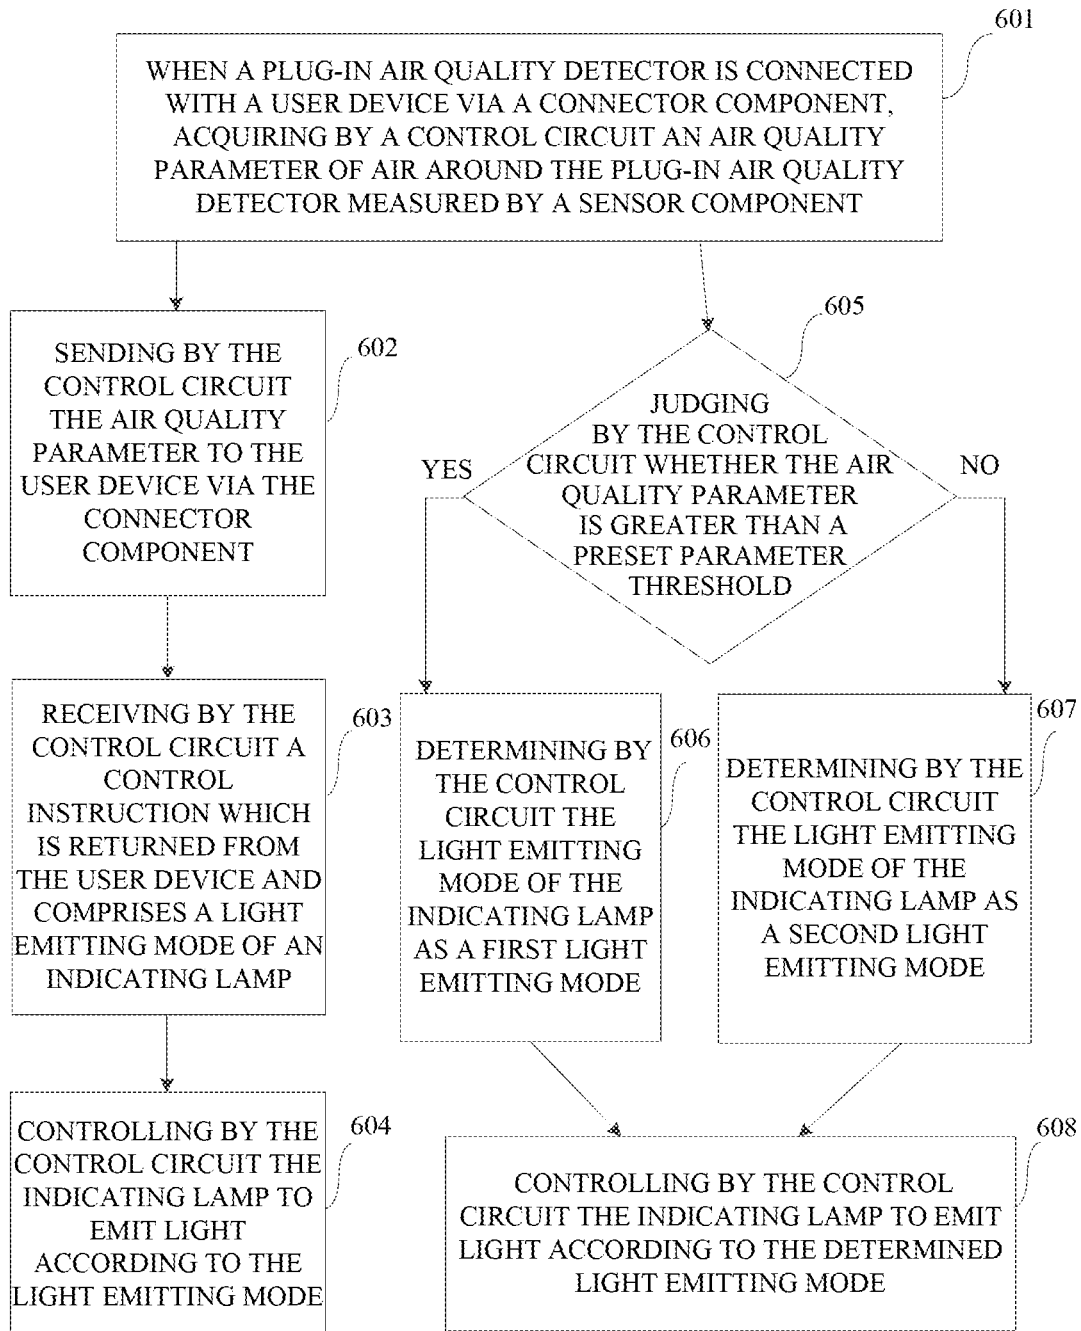 601
WHEN A PLUG-IN AIR QUALITY DETECTOR IS CONNECTED
WITH A USER DEVICE VIA A CONNECTOR COMPONENT,
ACQUIRING BY A CONTROL CIRCUIT AN AIR QUALITY
PARAMETER OF AIR AROUND THE PLUG-IN AIR QUALITY
DETECTOR MEASURED BY A SENSOR COMPONENT
602
SENDING BY THE
CONTROL CIRCUIT
THE AIR QUALITY
PARAMETER TO THE
USER DEVICE VIA THE
CONNECTOR
COMPONENT
603
RECEIVING BY THE
CONTROL CIRCUIT A
CONTROL
INSTRUCTION WHICH
IS RETURNED FROM
THE USER DEVICE AND
COMPRISES A LIGHT
EMITTING MODE OF AN
INDICATING LAMP
604
CONTROLLING BY THE
CONTROL CIRCUIT THE
INDICATING LAMP TO
EMIT LIGHT
ACCORDING TO THE
LIGHT EMITTING MODE
605
JUDGING
BY THE CONTROL
CIRCUIT WHETHER THE AIR
QUALITY PARAMETER
IS GREATER THAN A
PRESET PARAMETER
THRESHOLD
YES
NO
606
DETERMINING BY
THE CONTROL
CIRCUIT THE
LIGHT EMITTING
MODE OF THE
INDICATING LAMP
AS A FIRST LIGHT
EMITTING MODE
607
DETERMINING BY THE
CONTROL CIRCUIT
THE LIGHT EMITTING
MODE OF THE
INDICATING LAMP AS
A SECOND LIGHT
EMITTING MODE
608
CONTROLLING BY THE CONTROL
CIRCUIT THE INDICATING LAMP TO EMIT
LIGHT ACCORDING TO THE DETERMINED
LIGHT EMITTING MODE